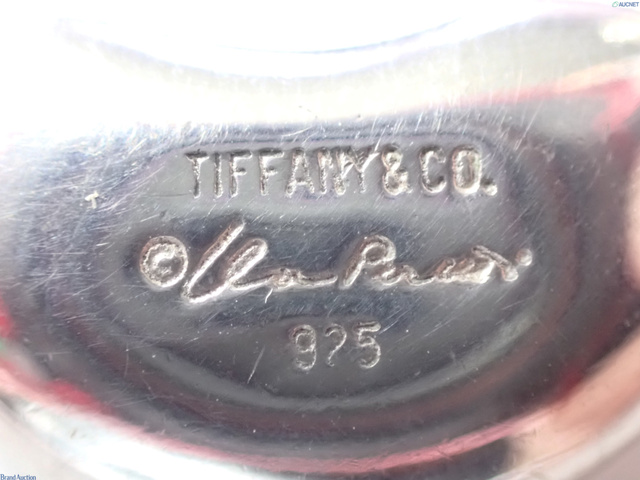 AUCNET
TIFFANY&CO.
© Elsa Peretti
925
Brand Auction